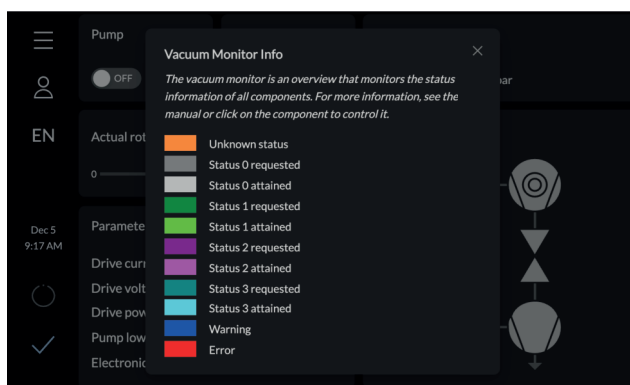 Pump
OFF
EN
Actual rot
0
Dec 5
9:17 AM
Paramete
Drive curr
Drive volt
Drive pow
Pump low
Electronic
Vacuum Monitor Info
The vacuum monitor is an overview that monitors the status
information of all components. For more information, see the
manual or click on the component to control it.
Unknown status
Status 0 requested
Status 0 attained
Status 1 requested
Status 1 attained
Status 2 requested
Status 2 attained
Status 3 requested
Status 3 attained
Warning
Error
bar